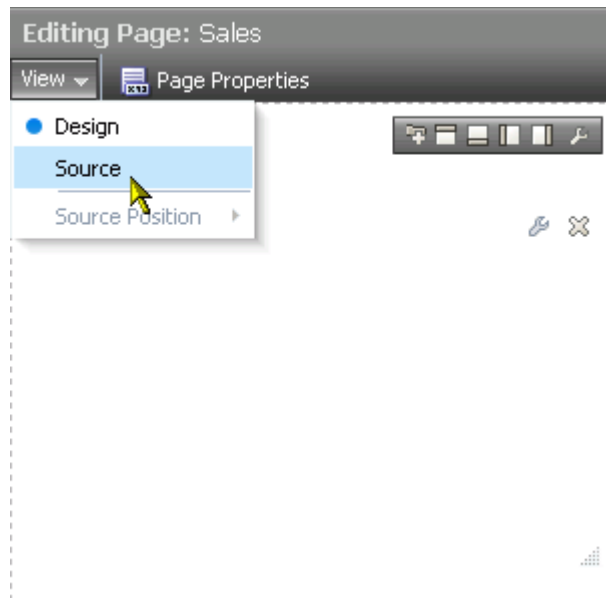 Editing Page: Sales
View Page Properties
Design
Source
Source Position